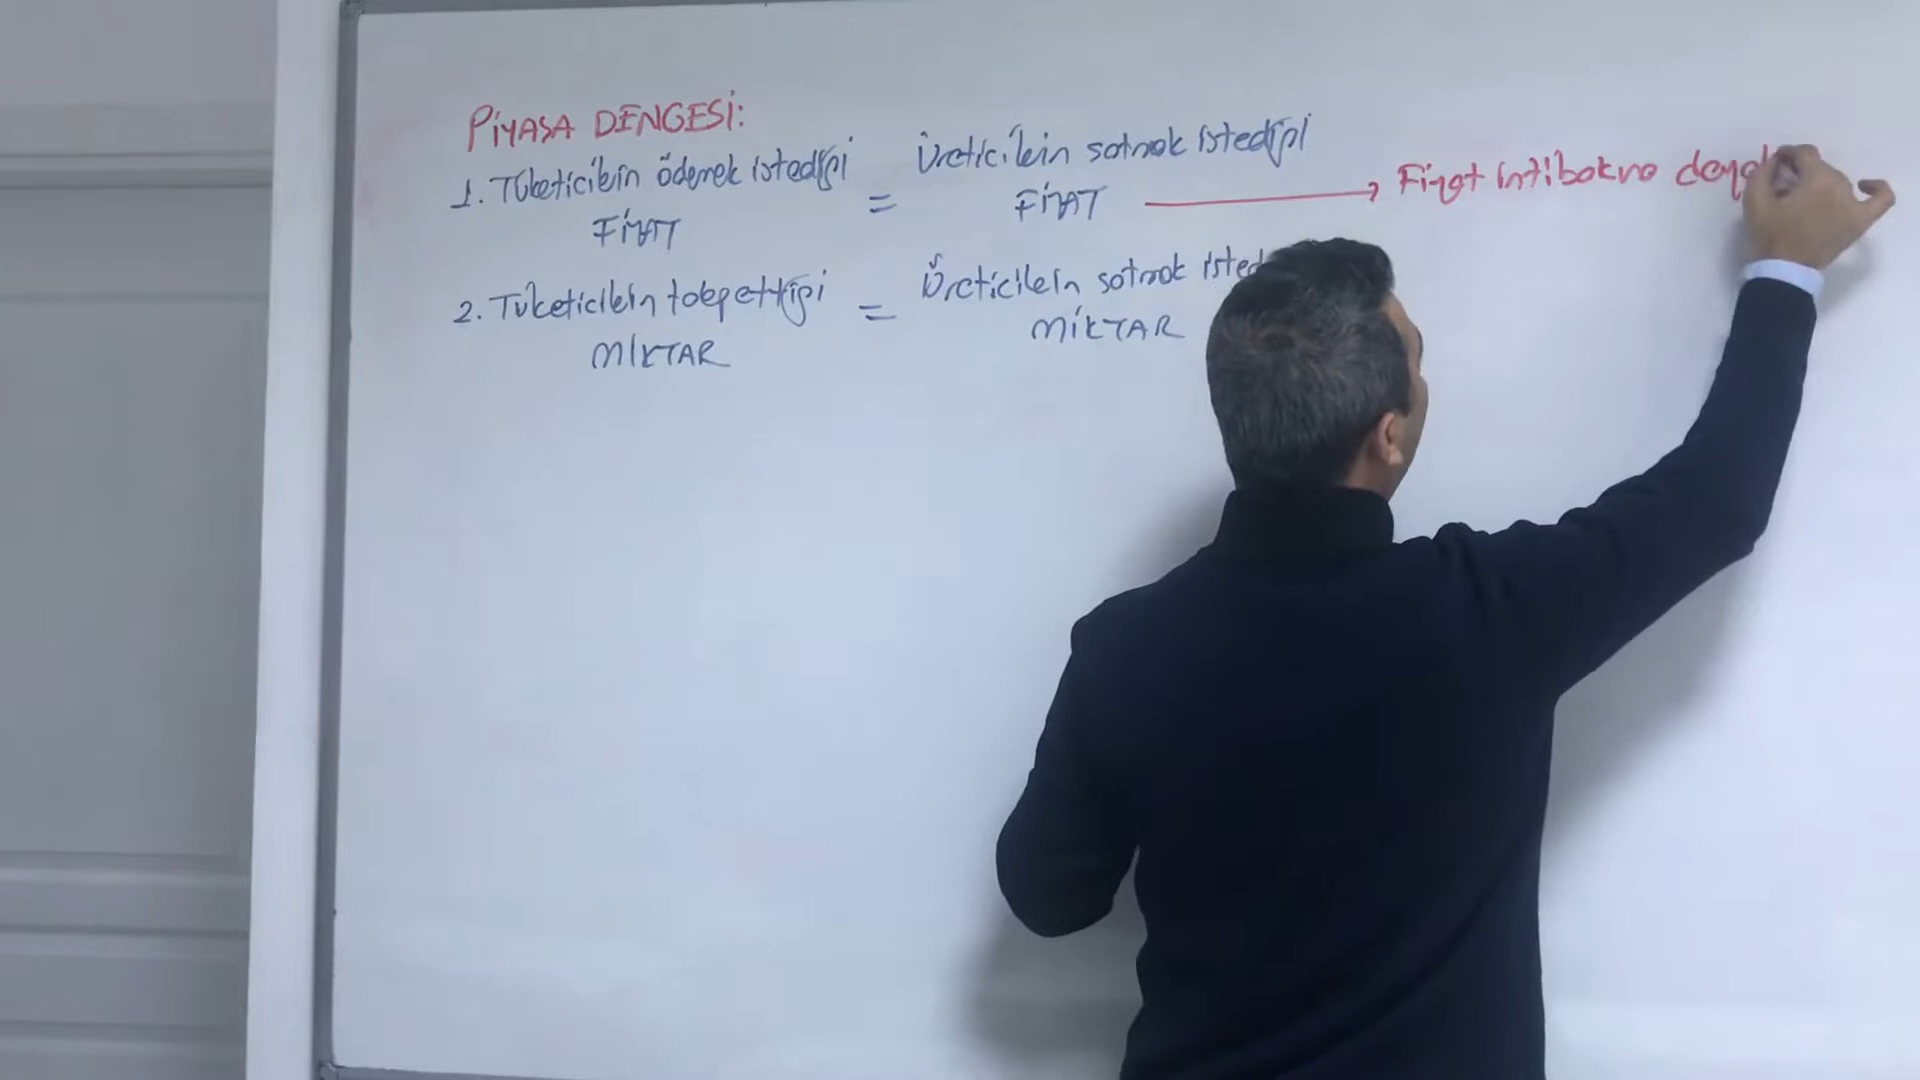 PİYASA DENGESİ:
1. Tüketicilerin ödemek istediği = Üreticilerin satmak istediği
FİYAT FİYAT → Fiyat intibakına
2. Tüketicilerin talep ettiği = Üreticilerin satmak
MİKTAR MİKTAR